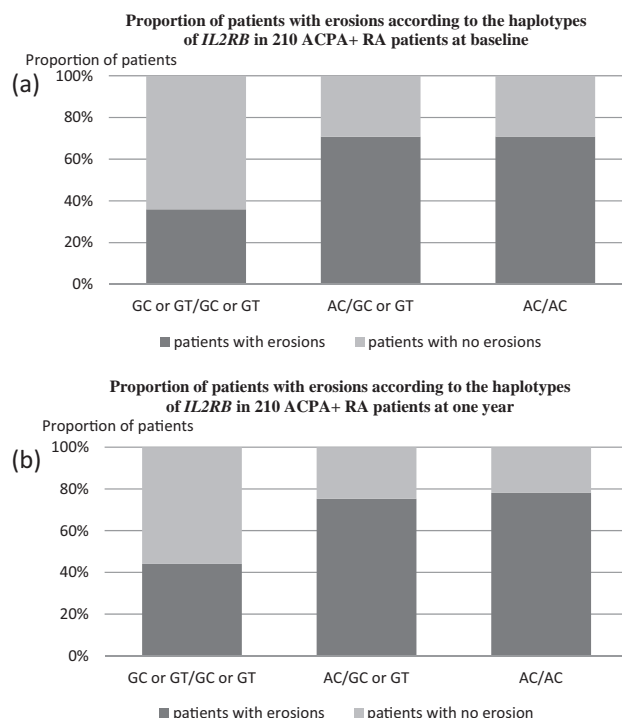 Proportion of patients with erosions according to the haplotypes
of IL2RB in 210 ACPA+ RA patients at baseline
Proportion of patients
(a)
100%
80%
60%
40%
20%
0%
GC or GT/GC or GT
AC/GC or GT
AC/AC
patients with erosions
patients with no erosions
Proportion of patients with erosions according to the haplotypes
of IL2RB in 210 ACPA+ RA patients at one year
Proportion of patients
(b)
100%
80%
60%
40%
20%
0%
GC or GT/GC or GT
AC/GC or GT
AC/AC
patients with erosions
patients with no erosion